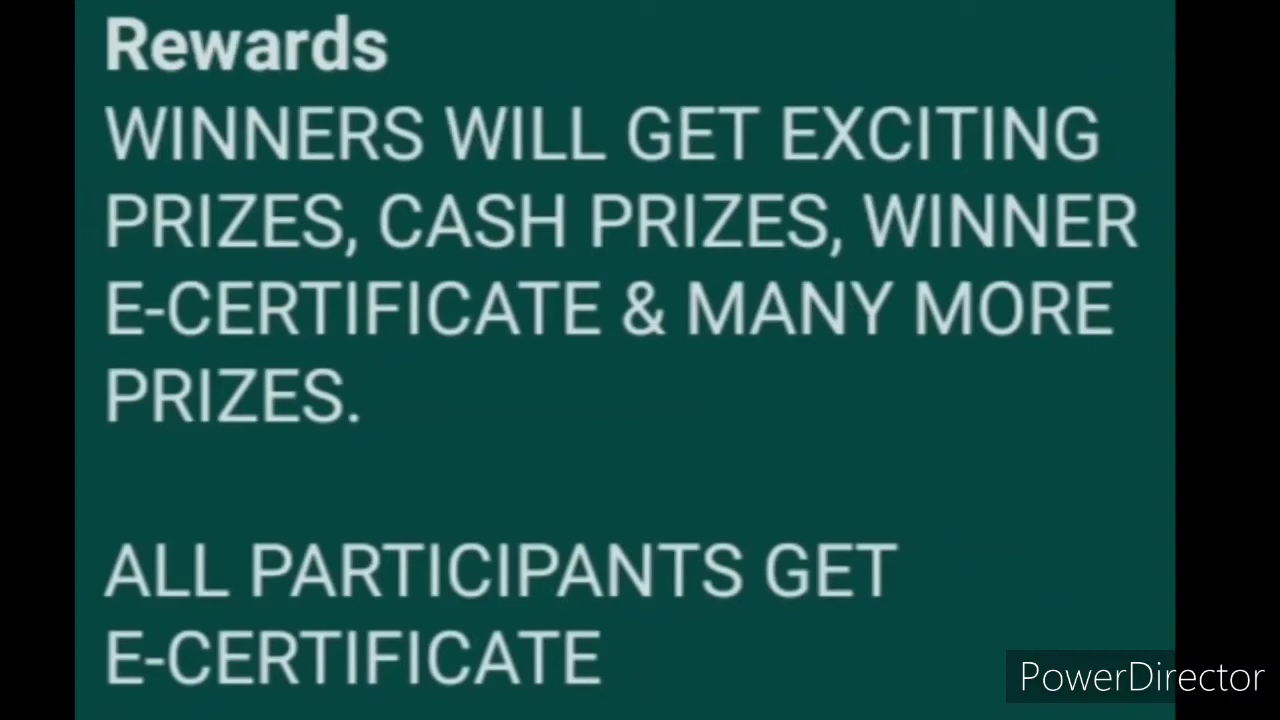 Rewards
WINNERS WILL GET EXCITING
PRIZES, CASH PRIZES, WINNER
E-CERTIFICATE & MANY MORE
PRIZES.
ALL PARTICIPANTS GET
E-CERTIFICATE
PowerDirector